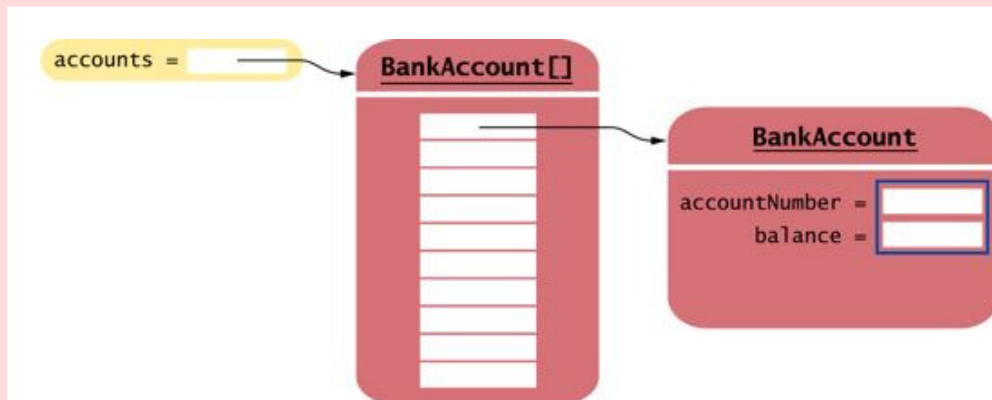 accounts =
BankAccount[]
BankAccount
accountNumber =
balance =